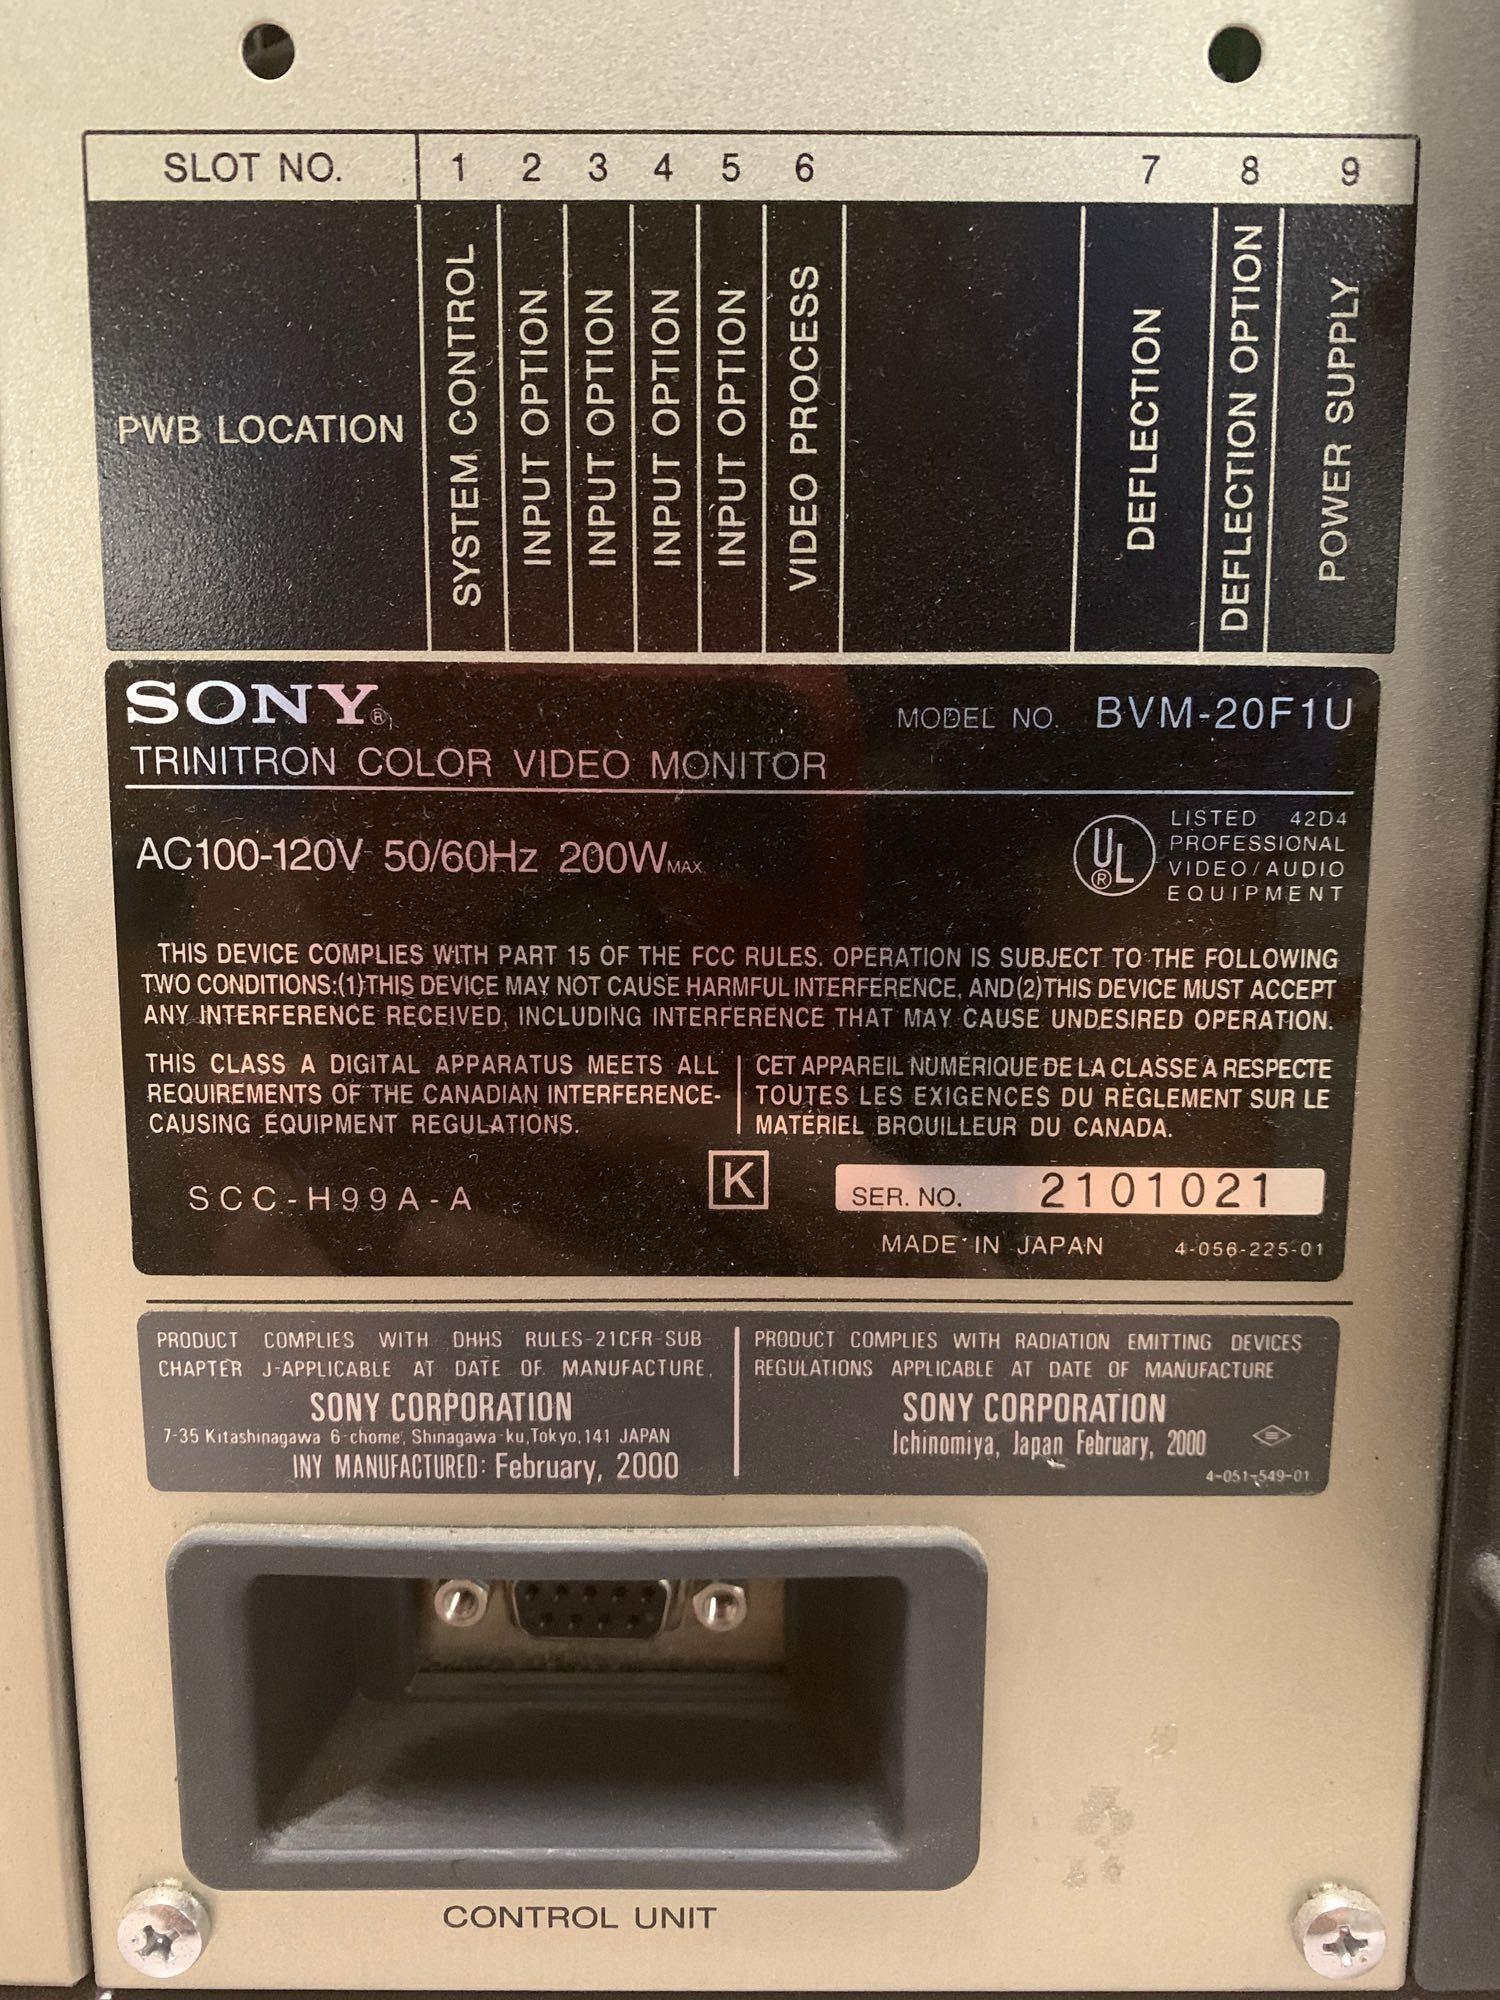 SLOT NO. 1 2 3 4 5 6 7 8 9
PWB LOCATION
SYSTEM CONTROL
INPUT OPTION
INPUT OPTION
INPUT OPTION
INPUT OPTION
VIDEO PROCESS
DEFLECTION
DEFLECTION OPTION
POWER SUPPLY
SONY®
MODEL NO. BVM-20F1U
TRINITRON COLOR VIDEO MONITOR
AC100-120V 50/60Hz 200W MAX.
UL®
LISTED 42D4
PROFESSIONAL
VIDEO/AUDIO
EQUIPMENT
THIS DEVICE COMPLIES WITH PART 15 OF THE FCC RULES. OPERATION IS SUBJECT TO THE FOLLOWING
TWO CONDITIONS:(1)THIS DEVICE MAY NOT CAUSE HARMFUL INTERFERENCE, AND(2)THIS DEVICE MUST ACCEPT
ANY INTERFERENCE RECEIVED, INCLUDING INTERFERENCE THAT MAY CAUSE UNDESIRED OPERATION.
THIS CLASS A DIGITAL APPARATUS MEETS ALL
REQUIREMENTS OF THE CANADIAN INTERFERENCE-
CAUSING EQUIPMENT REGULATIONS.
CET APPAREIL NUMÉRIQUE DE LA CLASSE A RESPECTE
TOUTES LES EXIGENCES DU RÈGLEMENT SUR LE
MATÉRIEL BROUILLEUR DU CANADA.
SCC-H99A-A
K
SER. NO. 2101021
MADE IN JAPAN 4-056-225-01
PRODUCT COMPLIES WITH DHHS RULES-21CFR-SUB
CHAPTER J-APPLICABLE AT DATE OF MANUFACTURE.
SONY CORPORATION
7-35 Kitashinagawa 6-chome, Shinagawa-ku,Tokyo,141 JAPAN
INY MANUFACTURED: February, 2000
PRODUCT COMPLIES WITH RADIATION EMITTING DEVICES
REGULATIONS APPLICABLE AT DATE OF MANUFACTURE
SONY CORPORATION
Ichinomiya, Japan February, 2000
4-051-549-01
CONTROL UNIT